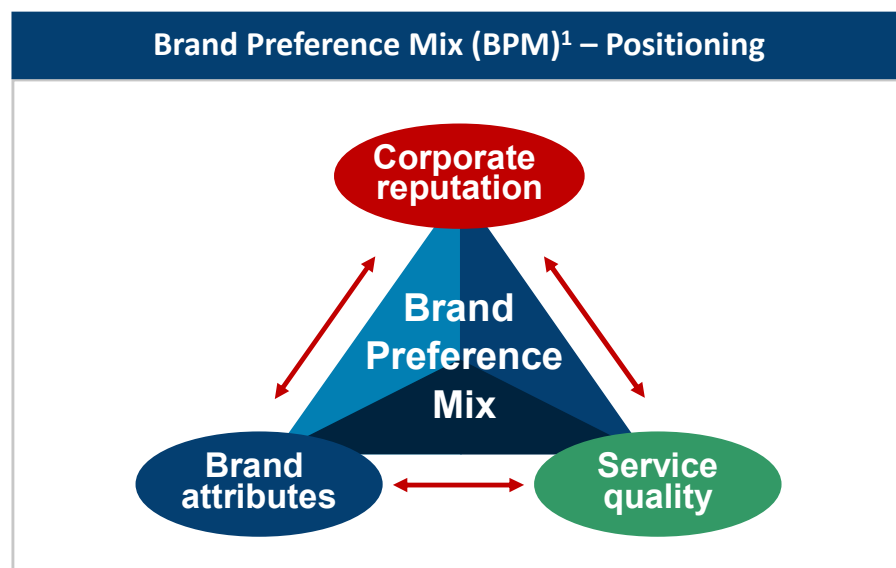 Brand Preference Mix (BPM)¹ – Positioning
Corporate
reputation
Brand
Preference
Mix
Brand
attributes
Service
quality